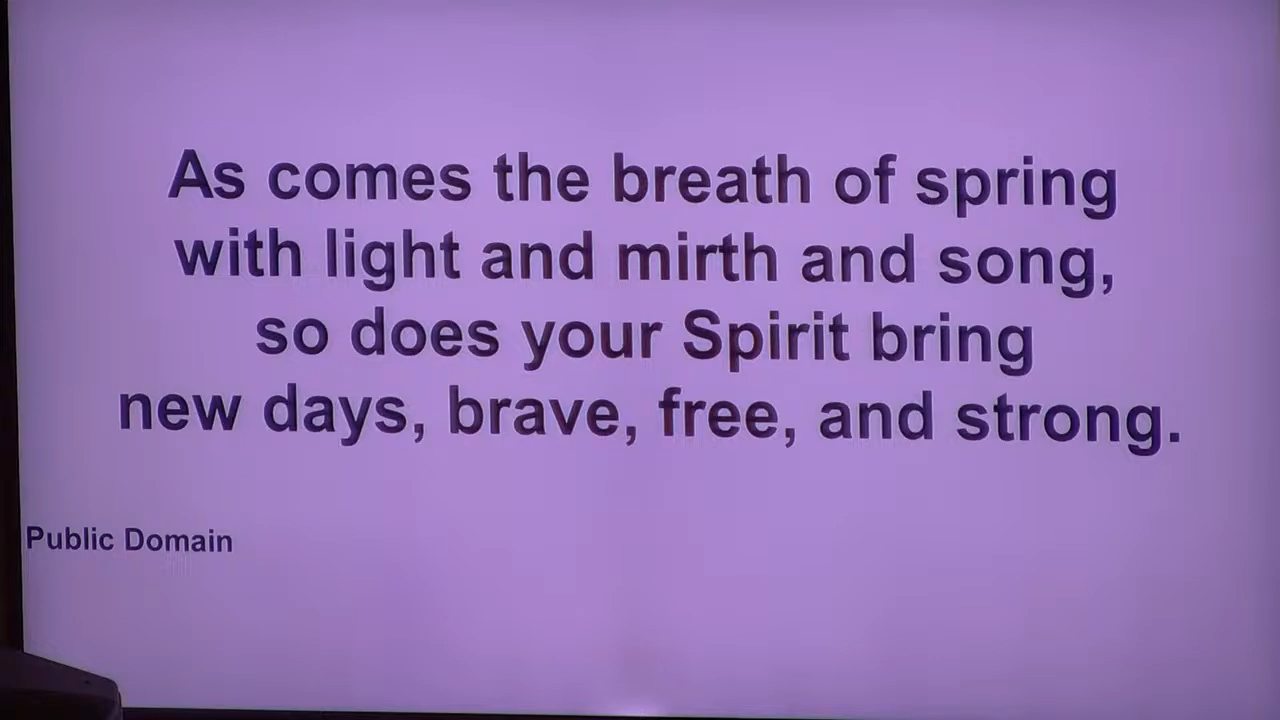 As comes the breath of spring
with light and mirth and song,
so does your Spirit bring
new days, brave, free, and strong.
Public Domain